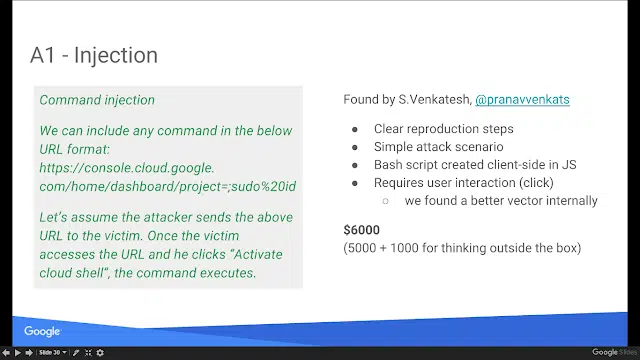 A1 - Injection
Command injection
We can include any command in the below
URL format:
https://console.cloud.google.
com/home/dashboard/project=;sudo%20id
Let's assume the attacker sends the above
URL to the victim. Once the victim
accesses the URL and he clicks "Activate
cloud shell", the command executes.
Found by S.Venkatesh, @pranavvenkats
● Clear reproduction steps
● Simple attack scenario
● Bash script created client-side in JS
● Requires user interaction (click)
○ we found a better vector internally
$6000
(5000 + 1000 for thinking outside the box)
Google
Slide 30
Google Slides